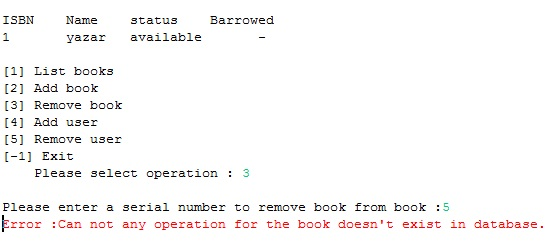 ISBN    Name    status    Barrowed
1       yazar   available       -
[1] List books
[2] Add book
[3] Remove book
[4] Add user
[5] Remove user
[-1] Exit
    Please select operation : 3
Please enter a serial number to remove book from book :5
Error :Can not any operation for the book doesn't exist in database.